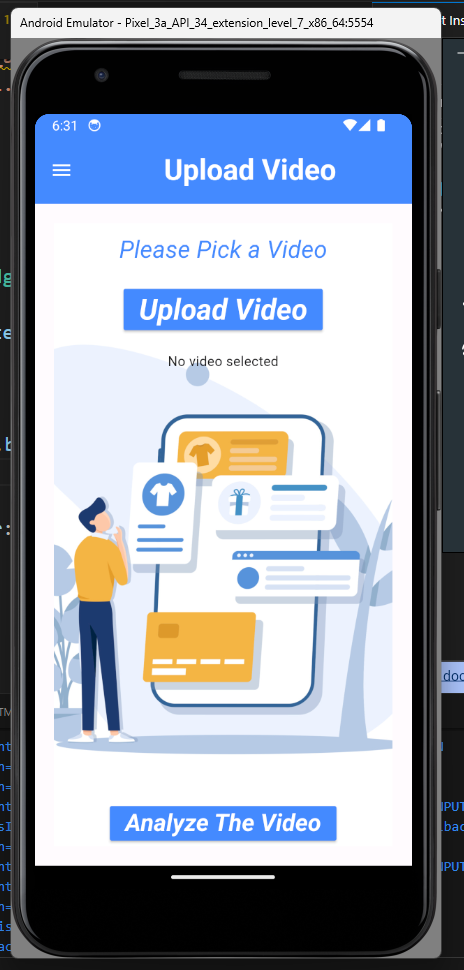 Android Emulator - Pixel_3a_API_34_extension_level_7_x86_64:5554
6:31
Upload Video
Please Pick a Video
Upload Video
No video selected
Analyze The Video